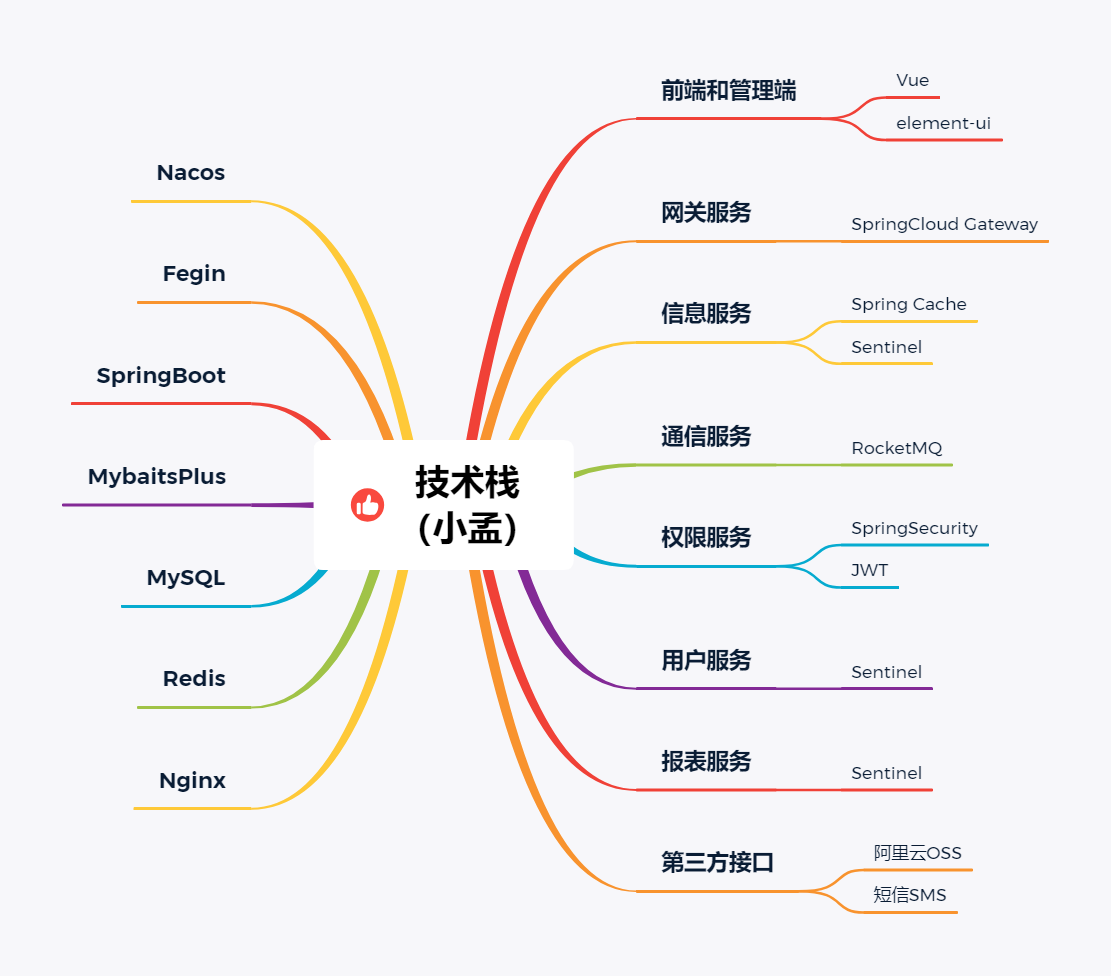 技术栈
(小孟)
前端和管理端
Vue
element-ui
网关服务
SpringCloud Gateway
信息服务
Spring Cache
Sentinel
通信服务
RocketMQ
权限服务
SpringSecurity
JWT
用户服务
Sentinel
报表服务
Sentinel
第三方接口
阿里云OSS
短信SMS
Nacos
Fegin
SpringBoot
MybaitsPlus
MySQL
Redis
Nginx